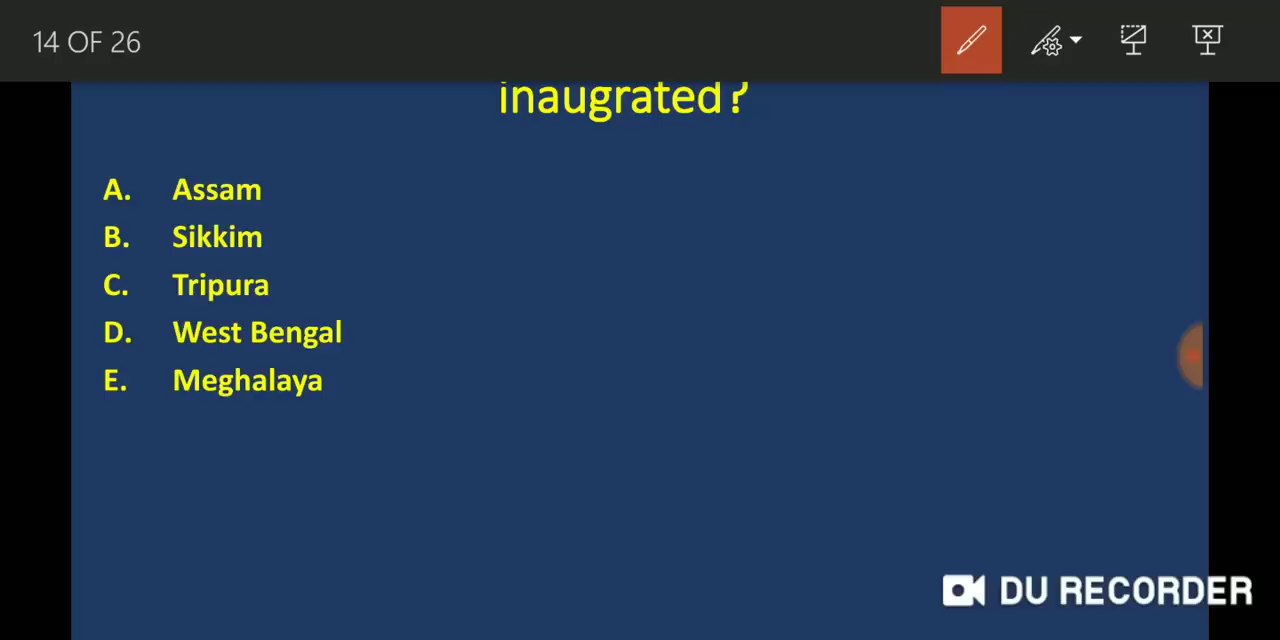 14 OF 26
inaugrated?
A. Assam
B. Sikkim
C. Tripura
D. West Bengal
E. Meghalaya
DU RECORDER